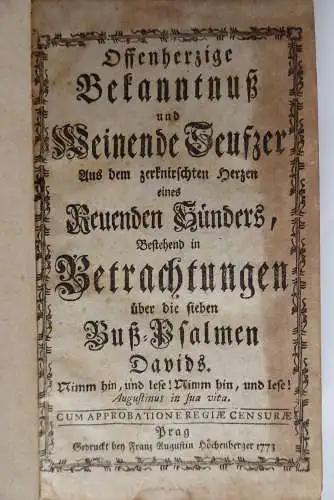 Offenherzige
Bekanntnuß
und
Weinende Seufzer
Aus dem zerknirschten Herzen
eines
Reuenden Sünders,
Bestehend in
Betrachtungen
über die sieben
Buß-Psalmen
Davids.
Nimm hin, und lese! Nimm hin, und lese!
Augustinus in sua vita.
CUM APPROBATIONE REGIÆ CENSURÆ
Prag
Gedruckt bey Franz Augustin Höchenberger 1773